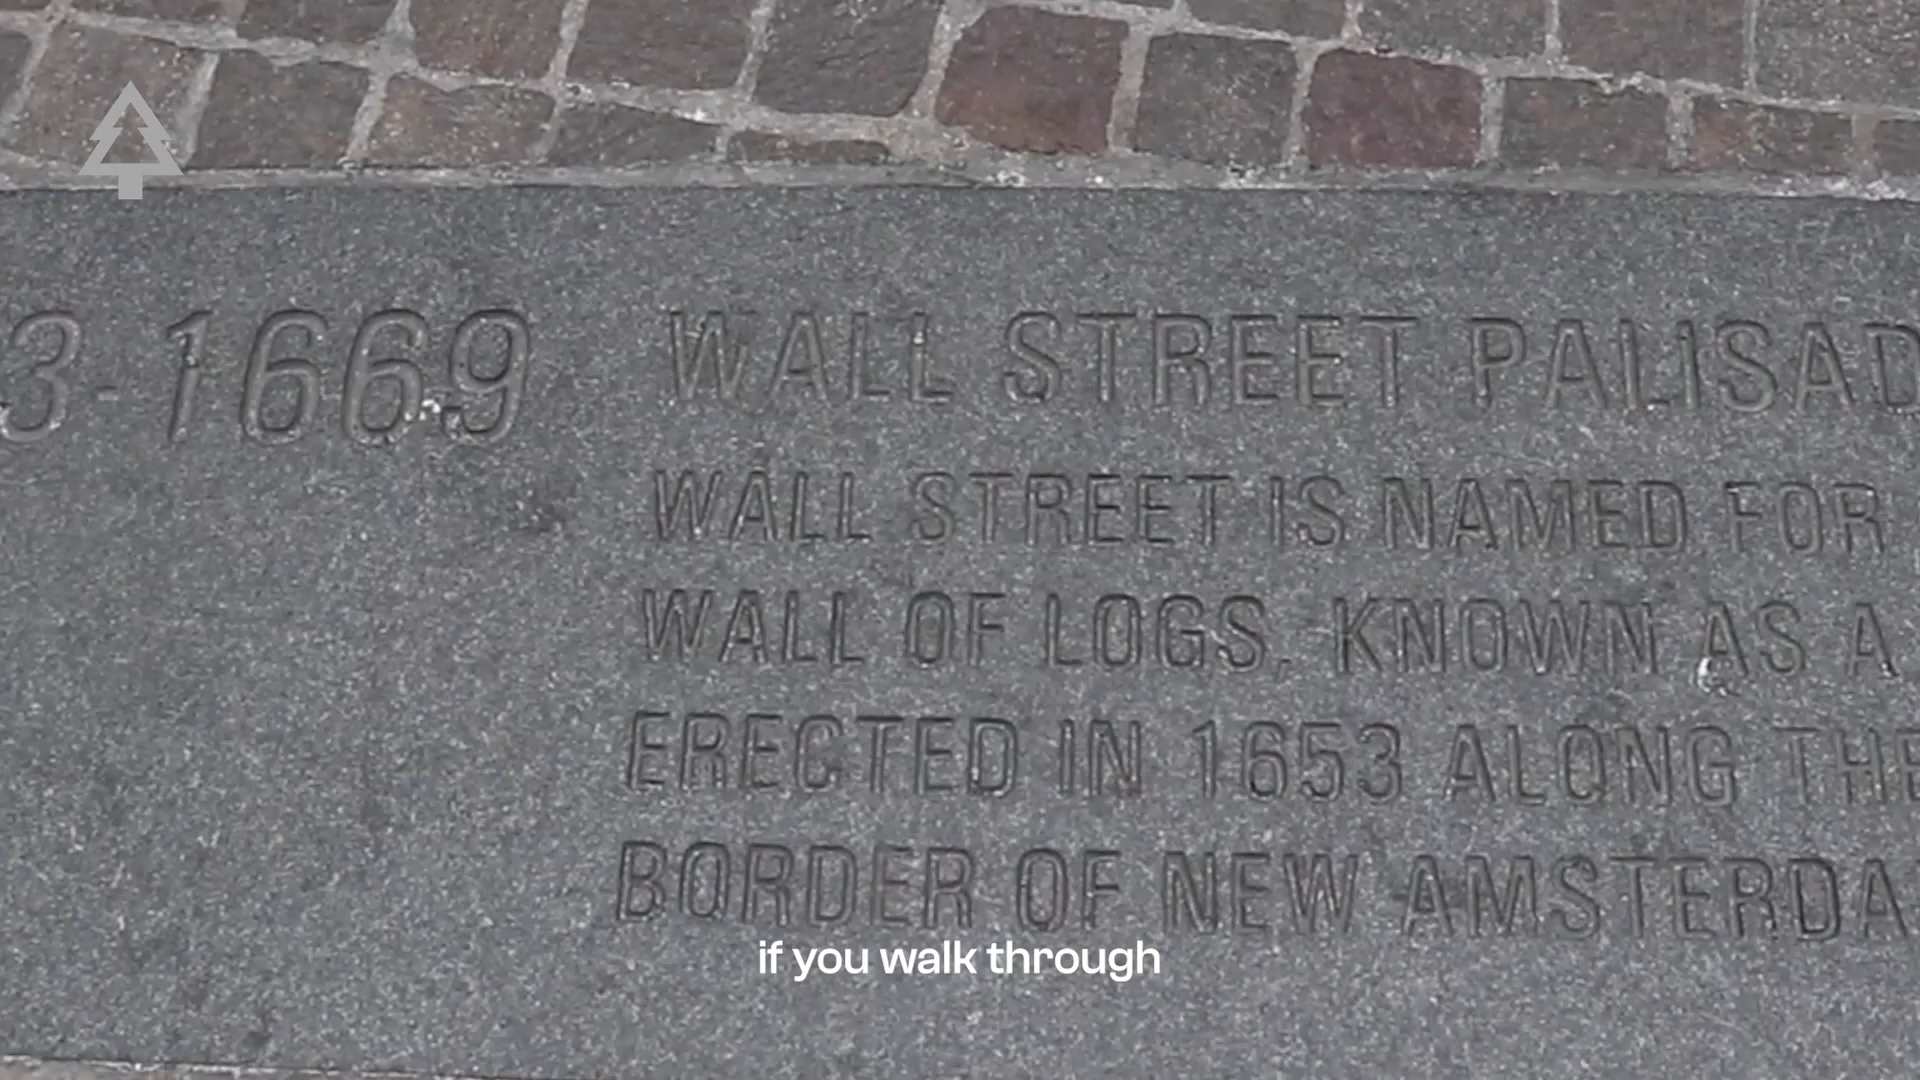 3-1669 WALL STREET PALISAD
WALL STREET IS NAMED FOR
WALL OF LOGS, KNOWN AS A
ERECTED IN 1653 ALONG THE
BORDER OF NEW AMSTERDA
if you walk through